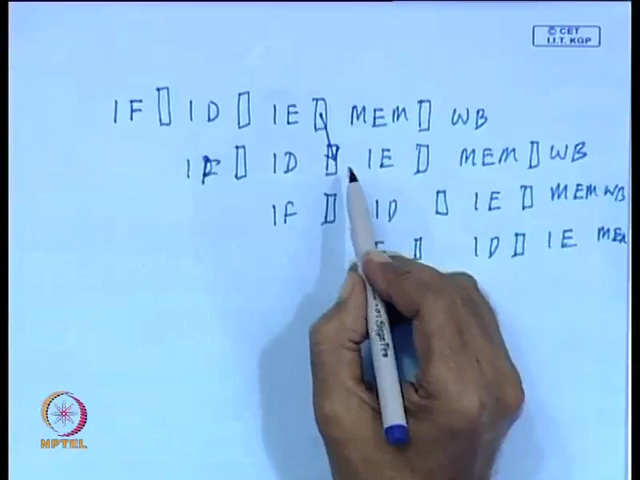 © CET
I.I.T. KGP
IF ID IE MEM WB
IF ID IE MEM WB
IF ID IE MEM WB
ID IE MEM
NPTEL